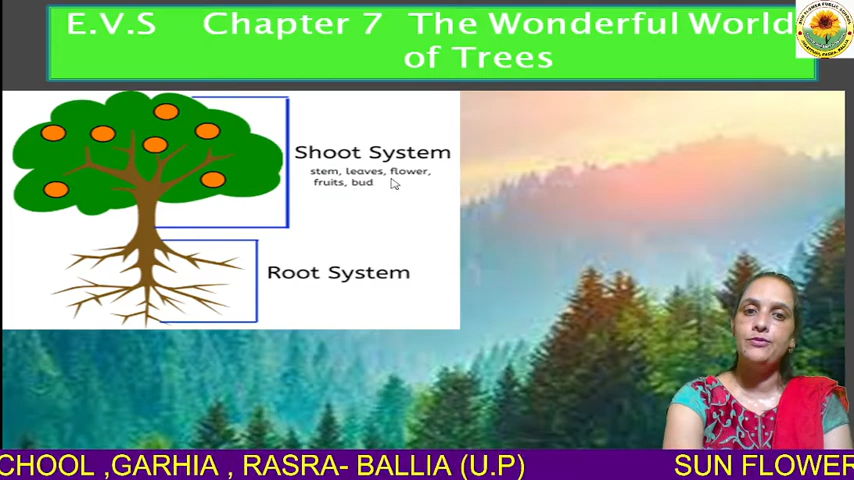 E.V.S Chapter 7 The Wonderful World
of Trees
Shoot System
stem, leaves, flower,
fruits, bud
Root System
CHOOL ,GARHIA , RASRA- BALLIA (U.P) SUN FLOWER